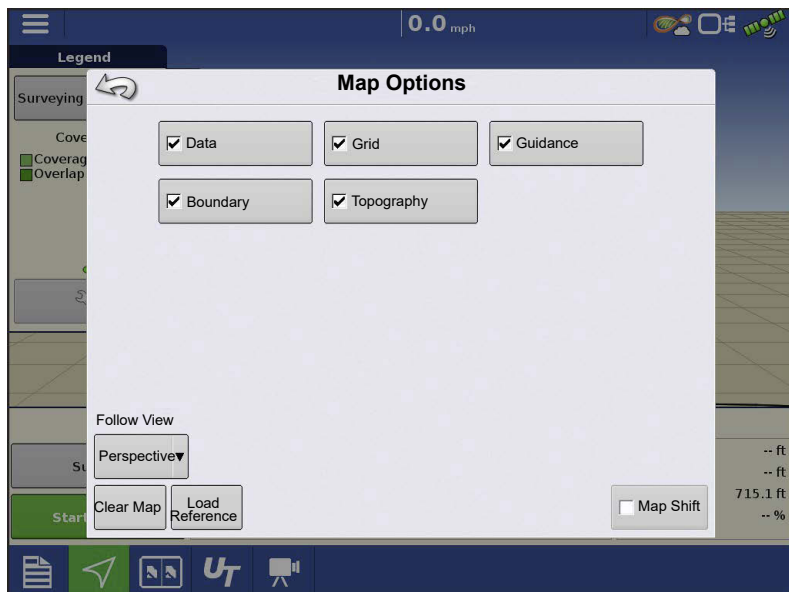 0.0 mph
Legend
Map Options
Surveying
Data
Grid
Guidance
Coverag
Overlap
Boundary
Topography
Follow View
Perspective▾
-- ft
-- ft
Clear Map
Load
Reference
Map Shift
715.1 ft
Start
-- %
UT